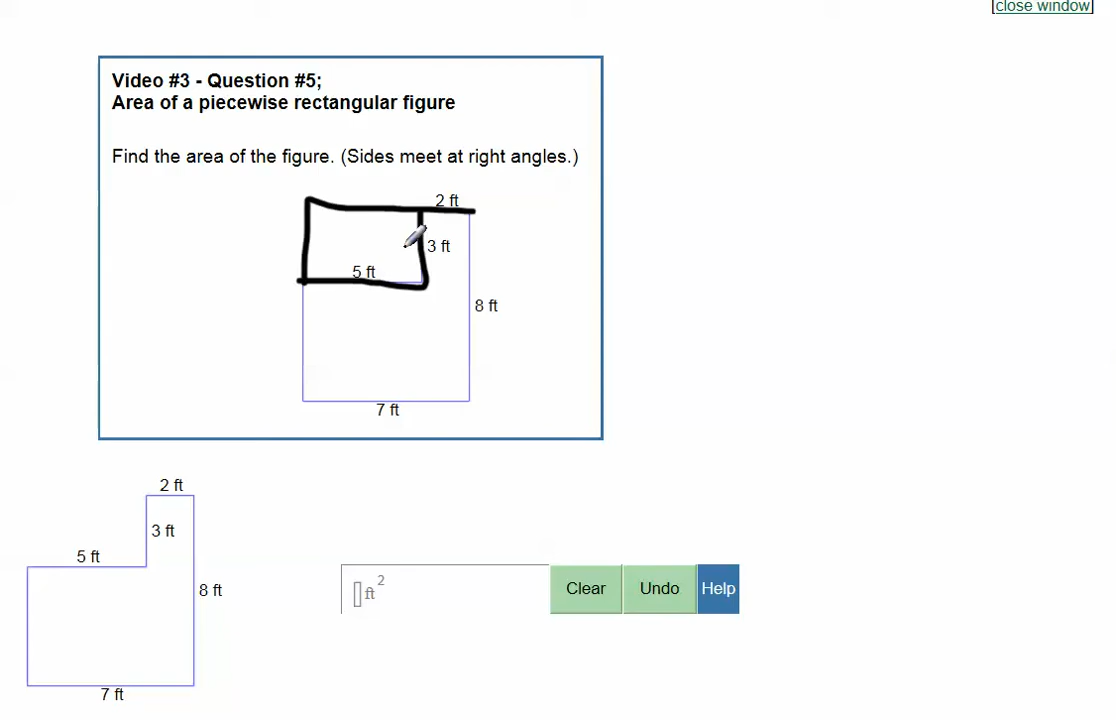 [close window]
Video #3 - Question #5;
Area of a piecewise rectangular figure
Find the area of the figure. (Sides meet at right angles.)
2 ft
3 ft
5 ft
8 ft
7 ft
2 ft
3 ft
5 ft
8 ft
7 ft
ft²
Clear
Undo
Help